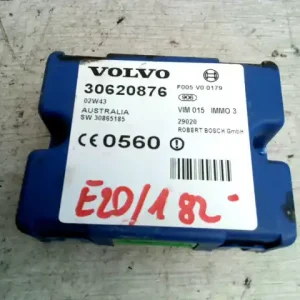 VOLVO
30620876
02W43
AUSTRALIA
SW 30865185
CE 0560
F005 V0 0179
VIM 015 IMMO 3
29020
ROBERT BOSCH GmbH
E20/1 82-